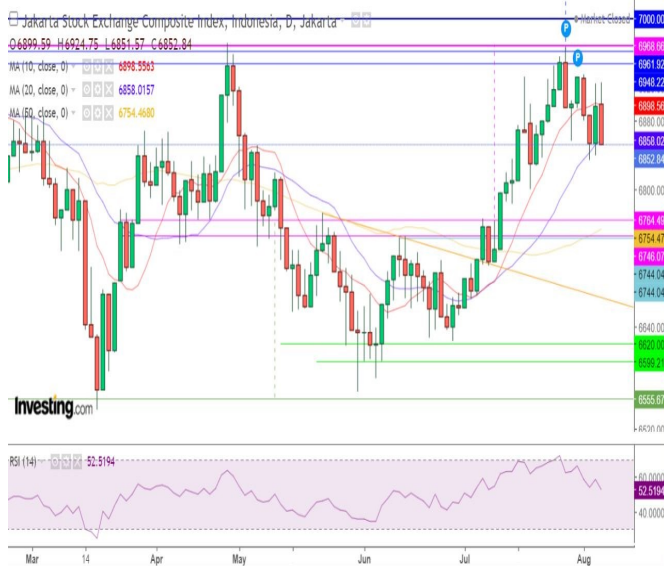 Jakarta Stock Exchange Composite Index, Indonesia, D, Jakarta
Market Closed
O6899.59 H6924.75 L6851.57 C6852.84
MA (10, close, 0) 6898.5563
MA (20, close, 0) 6858.0157
MA (50, close, 0) 6754.4680
P
P
7000.00
6968.66
6961.92
6948.22
6898.56
6880.00
6858.02
6852.84
6800.00
6764.49
6754.47
6746.07
6744.04
6744.04
6640.00
6620.00
6599.21
6555.67
6520.00
Investing.com
RSI (14) 52.5194
60.0000
52.5194
40.0000
Mar 14 Apr May Jun Jul Aug